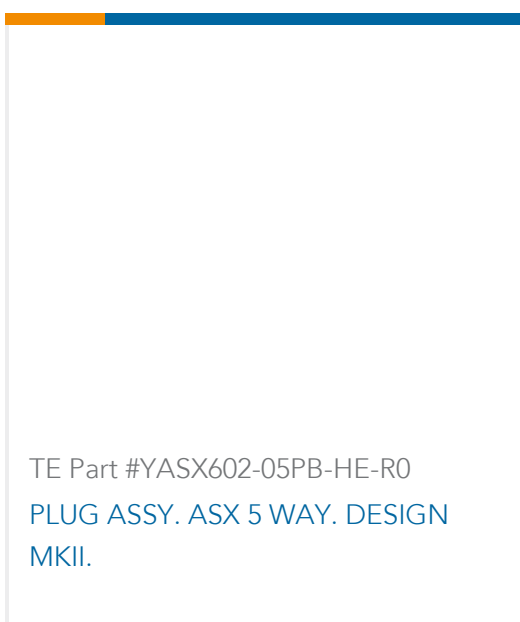 TE Part #YASX602-05PB-HE-R0
PLUG ASSY. ASX 5 WAY. DESIGN
MKII.